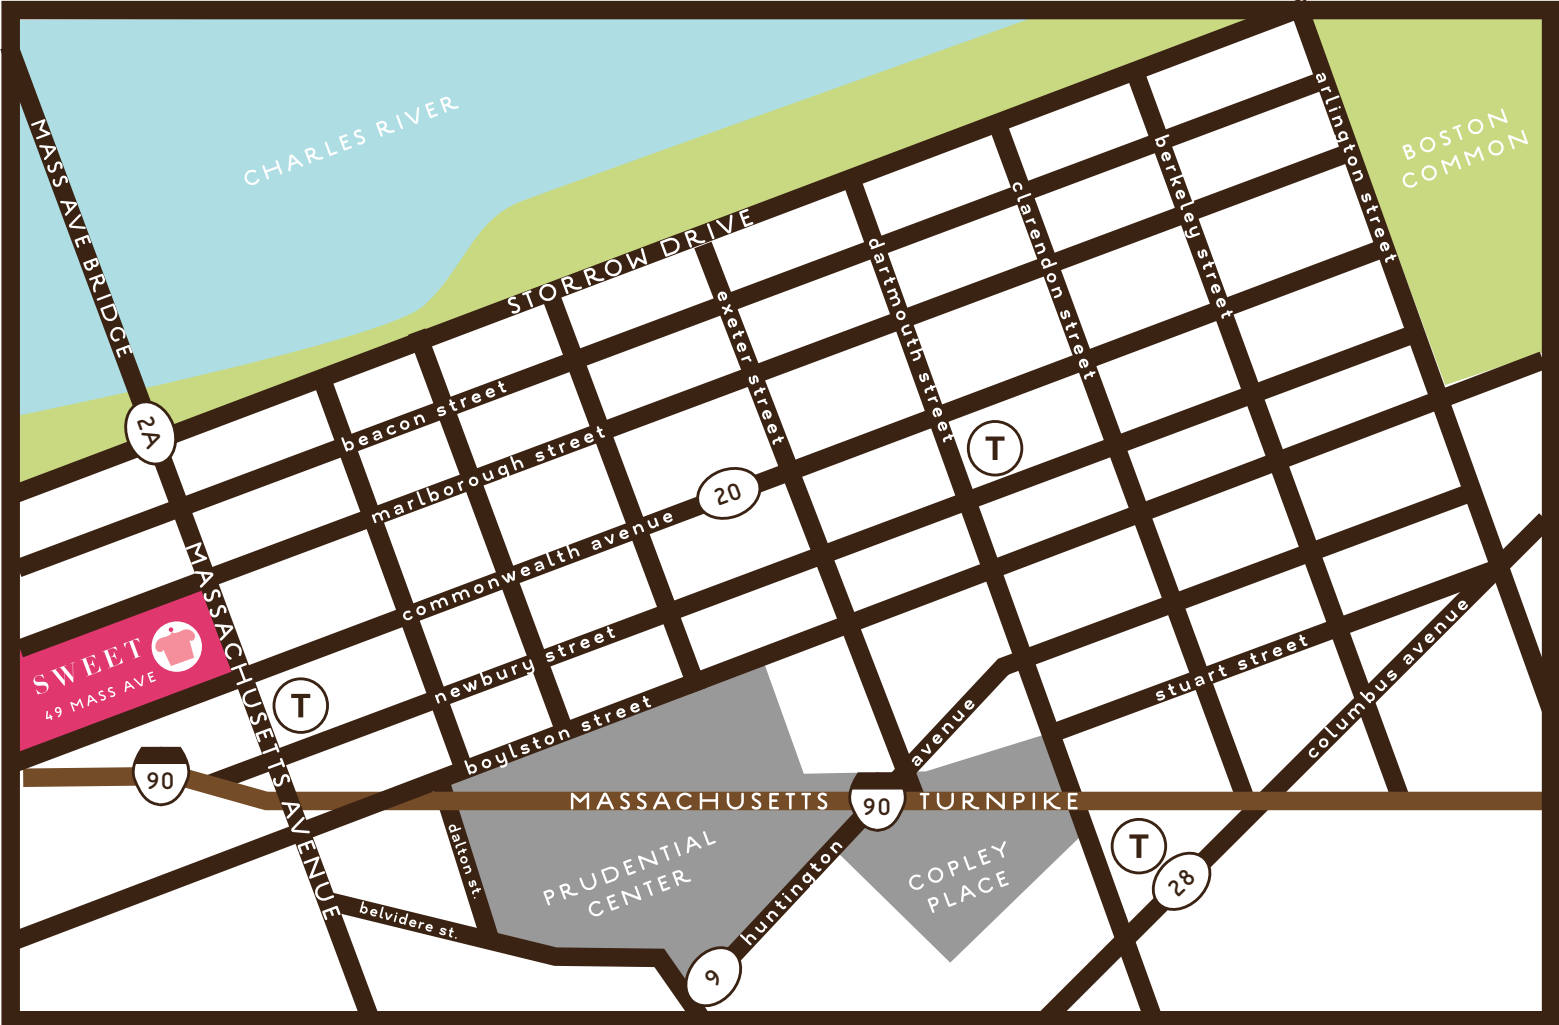 CHARLES RIVER
BOSTON
COMMON
MASS AVE BRIDGE
STORROW DRIVE
arlington street
berkeley street
clarendon street
dartmouth street
exeter street
2A
beacon street
marlborough street
commonwealth avenue
20
T
newbury street
boylston street
MASSACHUSETTS AVENUE
SWEET
49 MASS AVE
T
stuart street
columbus avenue
90
MASSACHUSETTS
90
TURNPIKE
huntington
avenue
dalton st.
belvidere st.
PRUDENTIAL
CENTER
COPLEY
PLACE
T
28
9